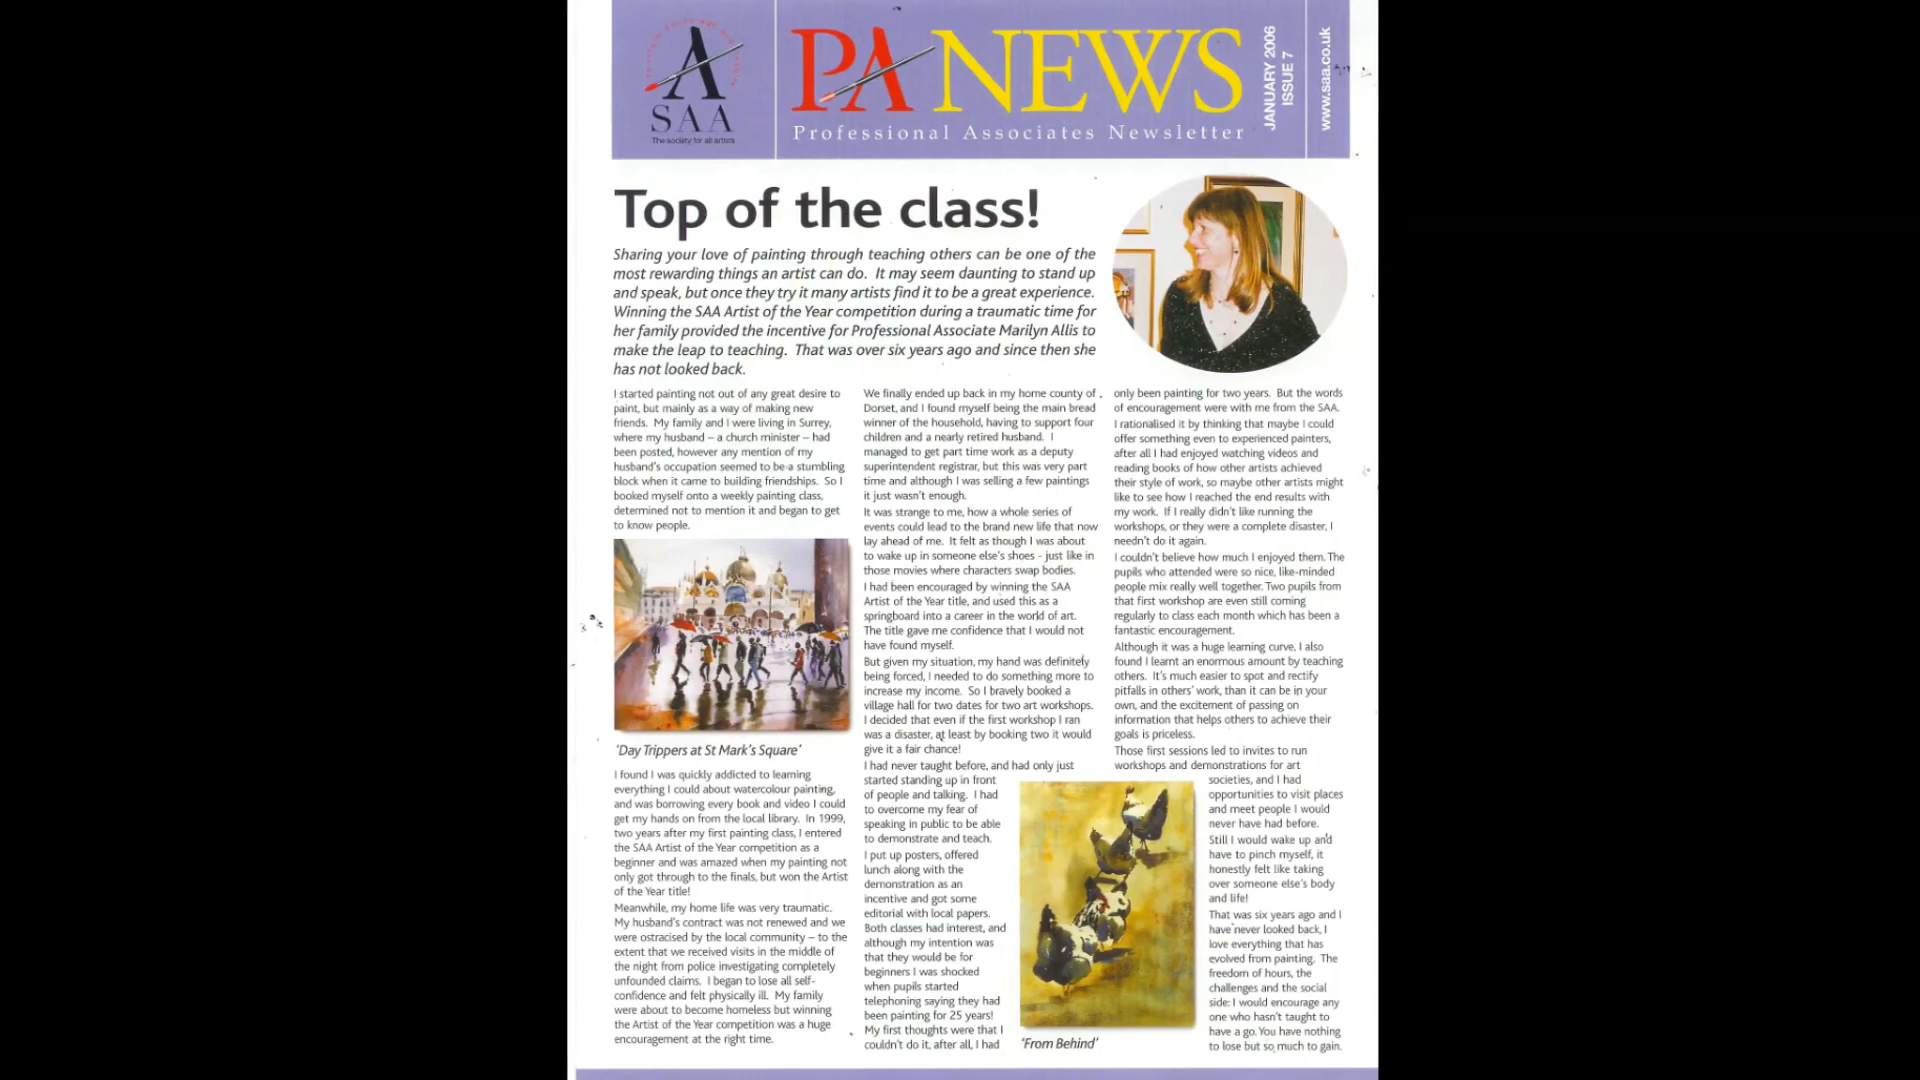 SAA
The society for all artists
PA NEWS
Professional Associates Newsletter
JANUARY 2006
ISSUE 7
www.saa.co.uk
Top of the class!
Sharing your love of painting through teaching others can be one of the
most rewarding things an artist can do. It may seem daunting to stand up
and speak, but once they try it many artists find it to be a great experience.
Winning the SAA Artist of the Year competition during a traumatic time for
her family provided the incentive for Professional Associate Marilyn Allis to
make the leap to teaching. That was over six years ago and since then she
has not looked back.
I started painting not out of any great desire to
paint, but mainly as a way of making new
friends. My family and I were living in Surrey,
where my husband – a church minister – had
been posted, however any mention of my
husband's occupation seemed to be a stumbling
block when it came to building friendships. So I
booked myself onto a weekly painting class,
determined not to mention it and began to get
to know people.
'Day Trippers at St Mark's Square'
I found I was quickly addicted to learning
everything I could about watercolour painting,
and was borrowing every book and video I could
get my hands on from the local library. In 1999,
two years after my first painting class, I entered
the SAA Artist of the Year competition as a
beginner and was amazed when my painting not
only got through to the finals, but won the Artist
of the Year title!
Meanwhile, my home life was very traumatic.
My husband's contract was not renewed and we
were ostracised by the local community – to the
extent that we received visits in the middle of
the night from police investigating completely
unfounded claims. I began to lose all self-
confidence and felt physically ill. My family
were about to become homeless but winning
the Artist of the Year competition was a huge
encouragement at the right time.
We finally ended up back in my home county of
Dorset, and I found myself being the main bread
winner of the household, having to support four
children and a nearly retired husband. I
managed to get part time work as a deputy
superintendent registrar, but this was very part
time and although I was selling a few paintings
it just wasn't enough.
It was strange to me, how a whole series of
events could lead to the brand new life that now
lay ahead of me. It felt as though I was about
to wake up in someone else's shoes - just like in
those movies where characters swap bodies.
I had been encouraged by winning the SAA
Artist of the Year title, and used this as a
springboard into a career in the world of art.
The title gave me confidence that I would not
have found myself.
But given my situation, my hand was definitely
being forced, I needed to do something more to
increase my income. So I bravely booked a
village hall for two dates for two art workshops.
I decided that even if the first workshop I ran
was a disaster, at least by booking two it would
give it a fair chance!
I had never taught before, and had only just
started standing up in front
of people and talking. I had
to overcome my fear of
speaking in public to be able
to demonstrate and teach.
I put up posters, offered
lunch along with the
demonstration as an
incentive and got some
editorial with local papers.
Both classes had interest, and
although my intention was
that they would be for
beginners I was shocked
when pupils started
telephoning saying they had
been painting for 25 years!
My first thoughts were that I
couldn't do it, after all, I had
'From Behind'
only been painting for two years. But the words
of encouragement were with me from the SAA.
I rationalised it by thinking that maybe I could
offer something even to experienced painters,
after all I had enjoyed watching videos and
reading books of how other artists achieved
their style of work, so maybe other artists might
like to see how I reached the end results with
my work. If I really didn't like running the
workshops, or they were a complete disaster, I
needn't do it again.
I couldn't believe how much I enjoyed them. The
pupils who attended were so nice, like-minded
people mix really well together. Two pupils from
that first workshop are even still coming
regularly to class each month which has been a
fantastic encouragement.
Although it was a huge learning curve, I also
found I learnt an enormous amount by teaching
others. It's much easier to spot and rectify
pitfalls in others' work, than it can be in your
own, and the excitement of passing on
information that helps others to achieve their
goals is priceless.
Those first sessions led to invites to run
workshops and demonstrations for art
societies, and I had
opportunities to visit places
and meet people I would
never have had before.
Still I would wake up and
have to pinch myself, it
honestly felt like taking
over someone else's body
and life!
That was six years ago and I
have never looked back, I
love everything that has
evolved from painting. The
freedom of hours, the
challenges and the social
side: I would encourage any
one who hasn't taught to
have a go. You have nothing
to lose but so much to gain.